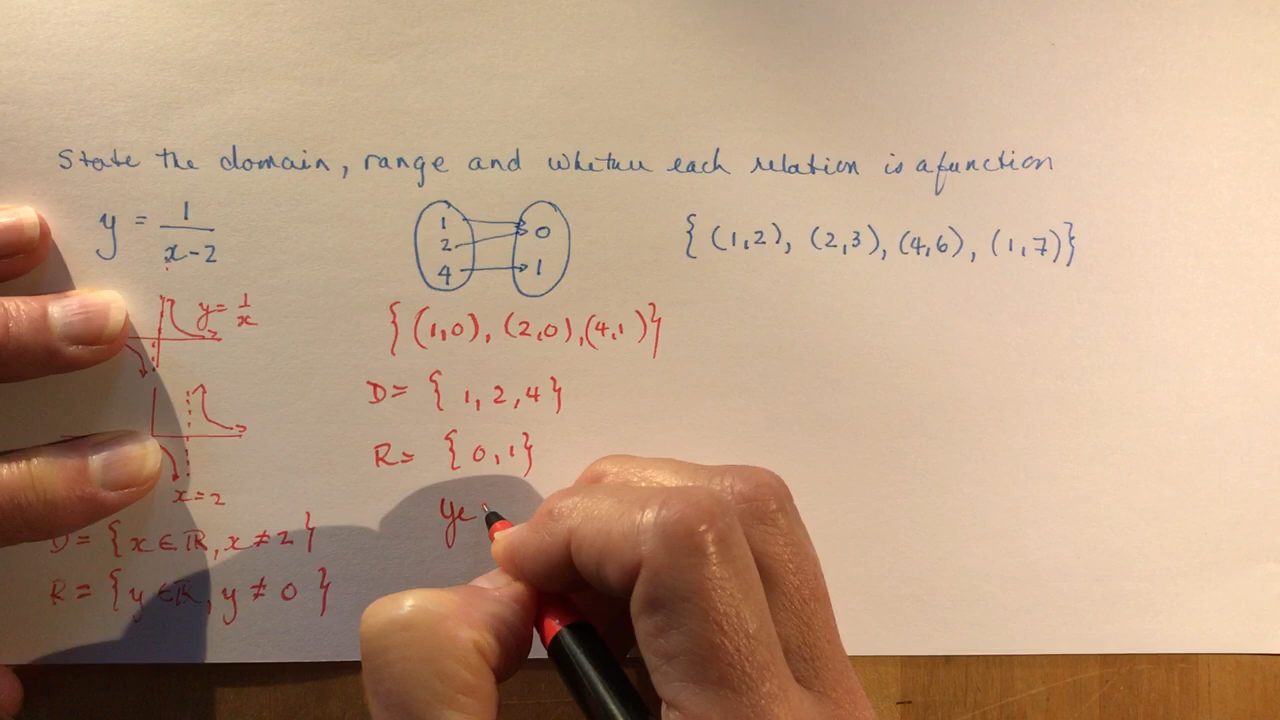 State the domain, range and whether each relation is a function
y = 1/(x-2)
1 2 4
0 1
{ (1,2), (2,3), (4,6), (1,7)}
y = 1/x
x=2
D= {x∈ℝ, x≠2}
R= {y∈ℝ, y≠0}
{ (1,0), (2,0), (4,1)}
D= { 1, 2, 4}
R= { 0, 1}
ye